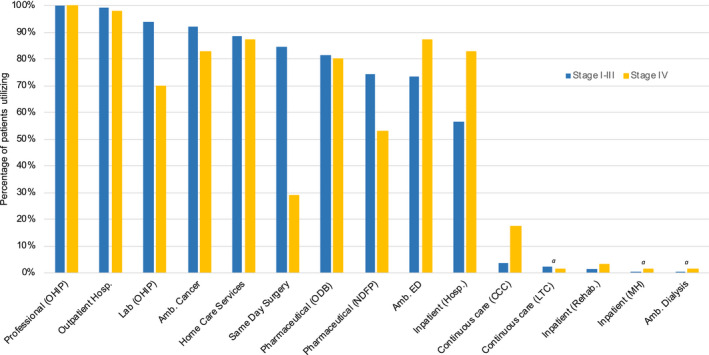 100%
90%
80%
70%
60%
50%
40%
30%
20%
10%
0%
Percentage of patients utilizing
Stage I-III
Stage IV
a
a
a
Professional (OHIP)
Outpatient Hosp.
Lab (OHIP)
Amb. Cancer
Home Care Services
Same Day Surgery
Pharmaceutical (ODB)
Pharmaceutical (NDFP)
Amb. ED
Inpatient (Hosp.)
Continuous care (CCC)
Continuous care (LTC)
Inpatient (Rehab.)
Inpatient (MH)
Amb. Dialysis